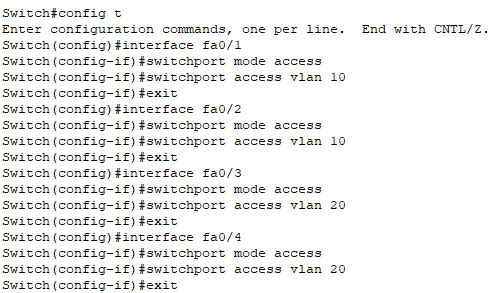 Switch#config t
Enter configuration commands, one per line.  End with CNTL/Z.
Switch(config)#interface fa0/1
Switch(config-if)#switchport mode access
Switch(config-if)#switchport access vlan 10
Switch(config-if)#exit
Switch(config)#interface fa0/2
Switch(config-if)#switchport mode access
Switch(config-if)#switchport access vlan 10
Switch(config-if)#exit
Switch(config)#interface fa0/3
Switch(config-if)#switchport mode access
Switch(config-if)#switchport access vlan 20
Switch(config-if)#exit
Switch(config)#interface fa0/4
Switch(config-if)#switchport mode access
Switch(config-if)#switchport access vlan 20
Switch(config-if)#exit